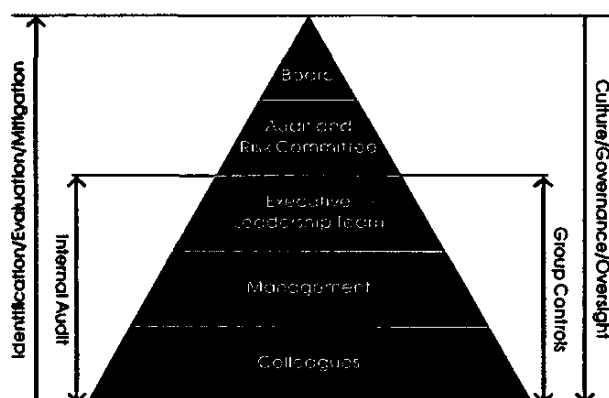 Board
Audit and
Risk Committee
Executive
Leadership Team
Management
Colleagues
Identification/Evaluation/Mitigation
Internal Audit
Group Controls
Culture/Governance/Oversight